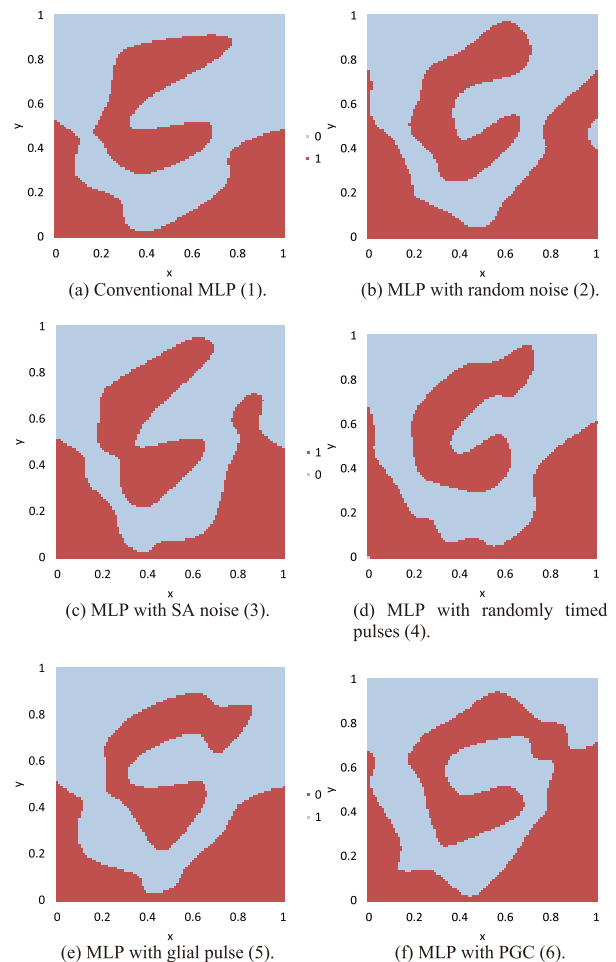 1
0.8
0.6
y
0.4
0.2
0
0 0.2 0.4 0.6 0.8 1
x
0
1
(a) Conventional MLP (1).
1
0.8
0.6
y
0.4
0.2
0
0 0.2 0.4 0.6 0.8 1
x
(b) MLP with random noise (2).
1
0.8
0.6
y
0.4
0.2
0
0 0.2 0.4 0.6 0.8 1
x
1
0
(c) MLP with SA noise (3).
1
0.8
0.6
y
0.4
0.2
0
0 0.2 0.4 0.6 0.8 1
x
(d) MLP with randomly timed
pulses (4).
1
0.8
0.6
y
0.4
0.2
0
0 0.2 0.4 0.6 0.8 1
x
0
1
(e) MLP with glial pulse (5).
1
0.8
0.6
y
0.4
0.2
0
0 0.2 0.4 0.6 0.8 1
x
(f) MLP with PGC (6).